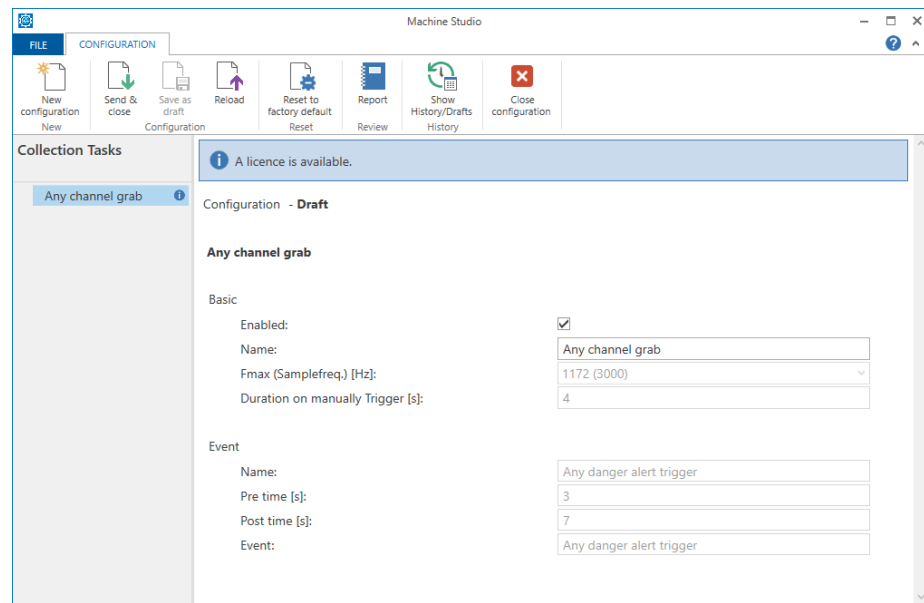 Machine Studio
FILE CONFIGURATION
New configuration
Send & close
Save as draft
Reload
Reset to factory default
Report
Show History/Drafts
Close configuration
New Configuration Reset Review History
Collection Tasks
Any channel grab
A licence is available.
Configuration - Draft
Any channel grab
Basic
Enabled:
Name: Any channel grab
Fmax (Samplefreq.) [Hz]: 1172 (3000)
Duration on manually Trigger [s]: 4
Event
Name: Any danger alert trigger
Pre time [s]: 3
Post time [s]: 7
Event: Any danger alert trigger